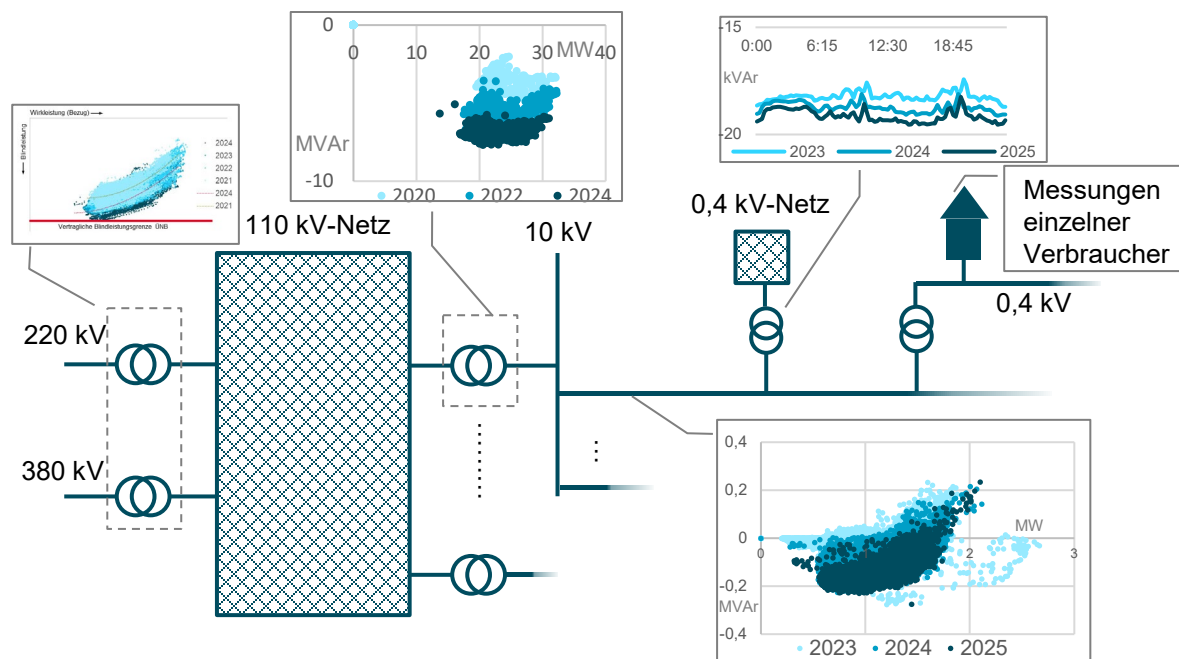 0
0
10
20
30
40
MW
MVAr
-10
2020
2022
2024
-15
0:00
6:15
12:30
18:45
kVAr
-20
2023
2024
2025
Wirkleistung (Bezug)
Blindleistung
2024
2023
2022
2021
2024
2021
Vertragliche Blindleistungsgrenze ÜNB
110 kV-Netz
10 kV
0,4 kV-Netz
Messungen
einzelner
Verbraucher
0,4 kV
220 kV
380 kV
0,4
0,2
0
-0,2
-0,4
MVAr
0
2
3
MW
2023
2024
2025